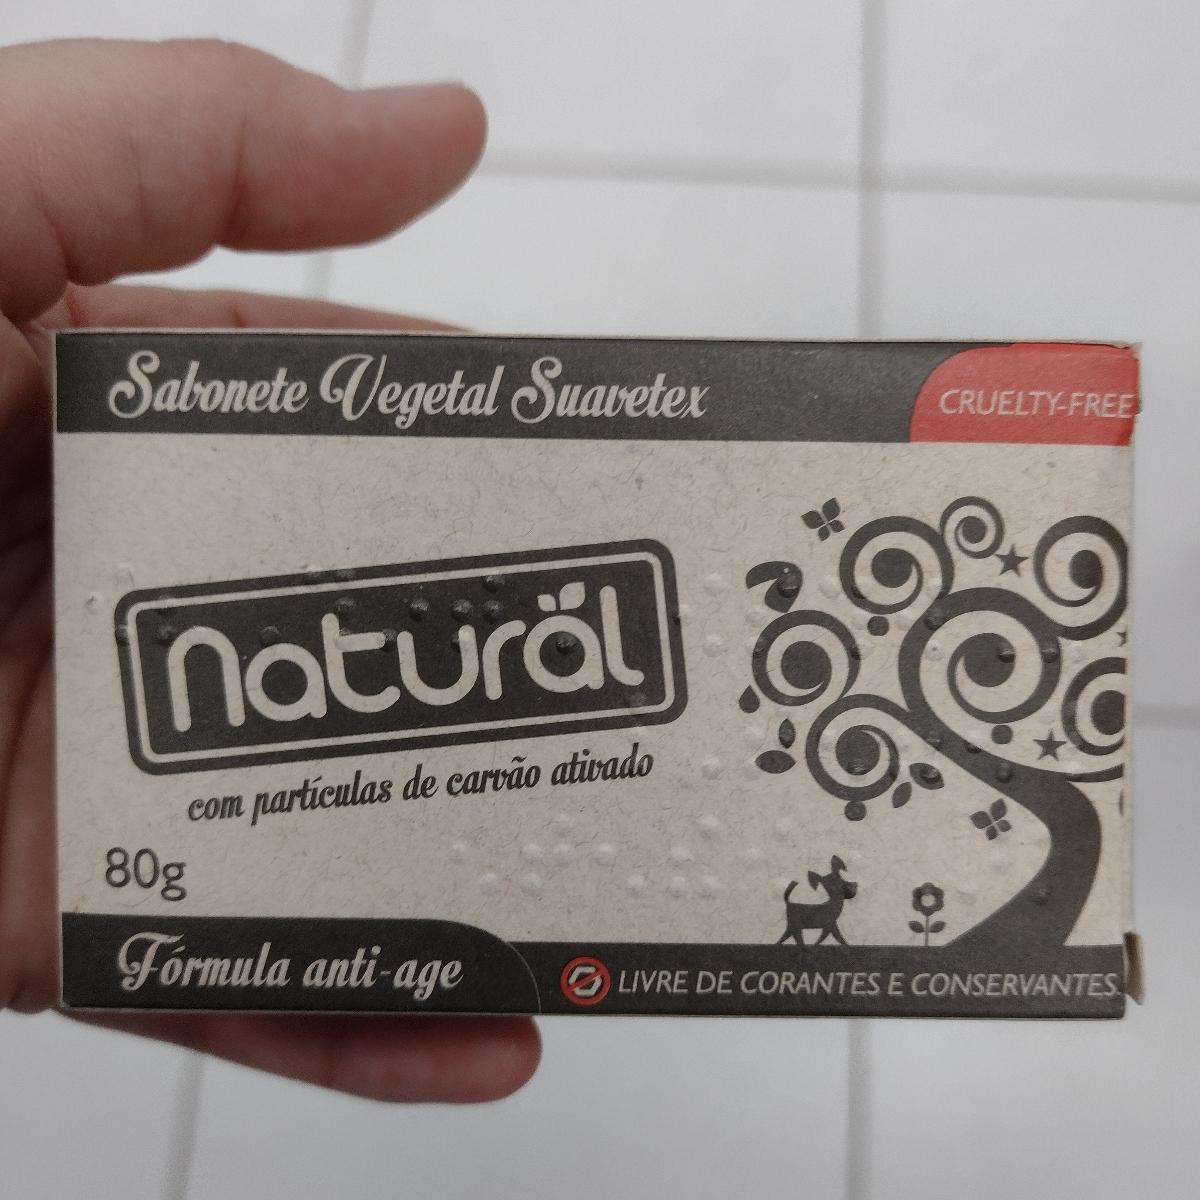 Sabonete Vegetal Suavetex
CRUELTY-FREE
naturäl
com partículas de carvão ativado
80g
Fórmula anti-age
LIVRE DE CORANTES E CONSERVANTES.